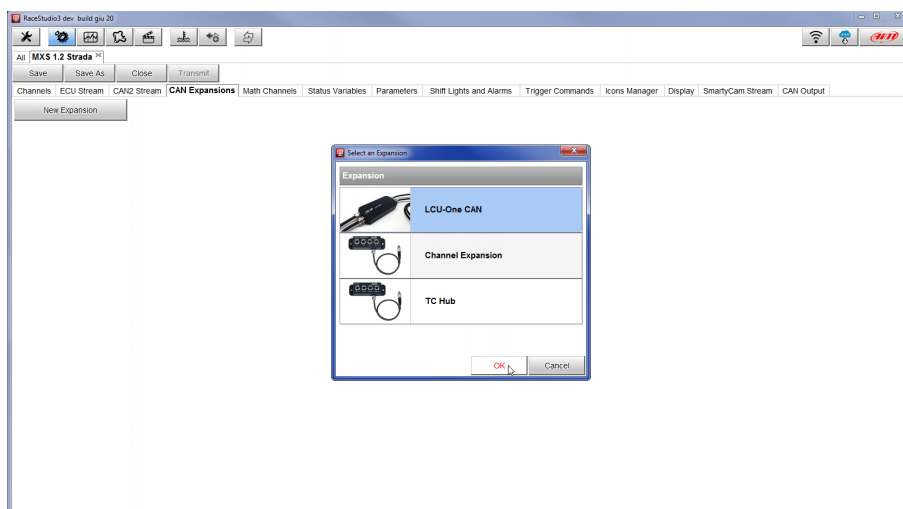 RaceStudio3 dev build giu 20
AiM
All MXS 1.2 Strada
Save Save As Close Transmit
Channels ECU Stream CAN2 Stream CAN Expansions Math Channels Status Variables Parameters Shift Lights and Alarms Trigger Commands Icons Manager Display SmartyCam Stream CAN Output
New Expansion
Select an Expansion
Expansion
LCU-One CAN
Channel Expansion
TC Hub
OK Cancel